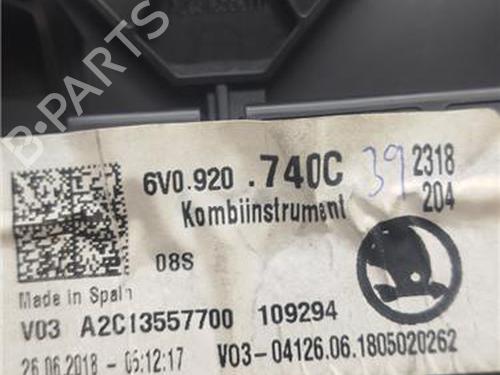 B-PARTS
6V0.920 .740C 39 2318
Kombiinstrument 204
08S
Made in Spain
V03 A2C13557700 109294
26.06.2018 - 05:12:17 V03-04126.06.1805020262